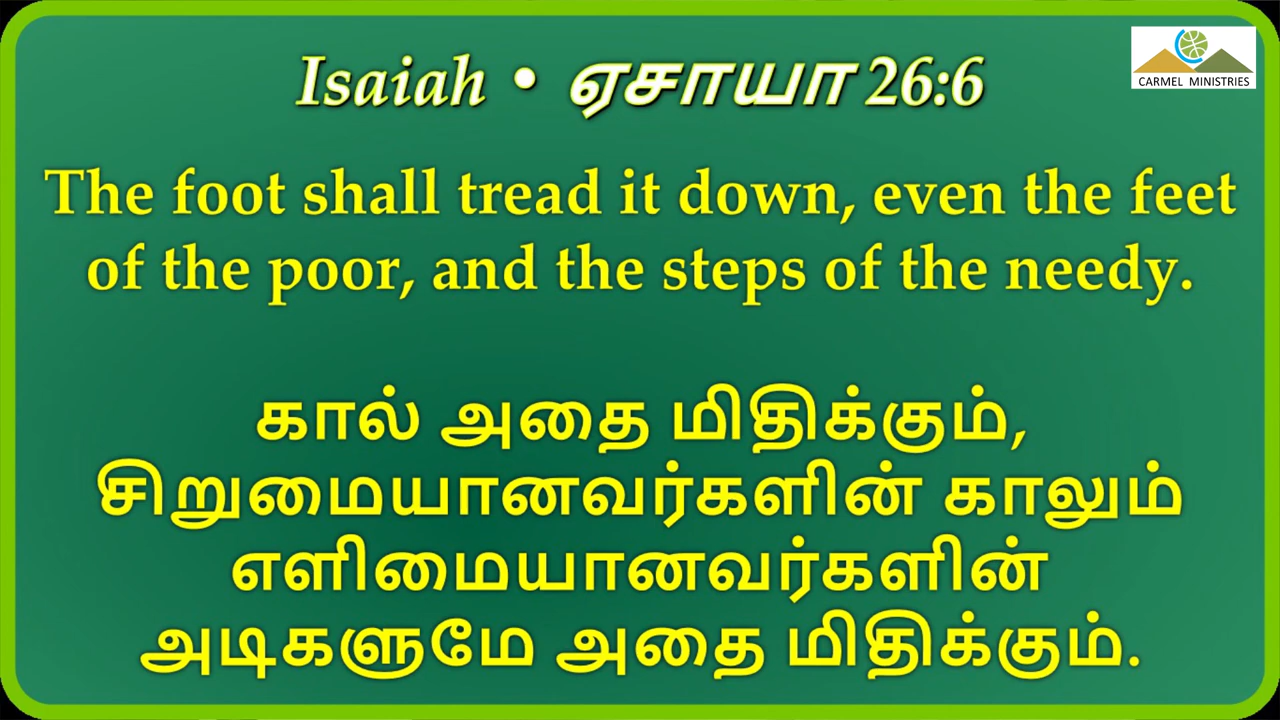 Isaiah • ஏசாயா 26:6
CARMEL MINISTRIES
The foot shall tread it down, even the feet
of the poor, and the steps of the needy.
கால் அதை மிதிக்கும்,
சிறுமையானவர்களின் காலும்
எளிமையானவர்களின்
அடிகளுமே அதை மிதிக்கும்.